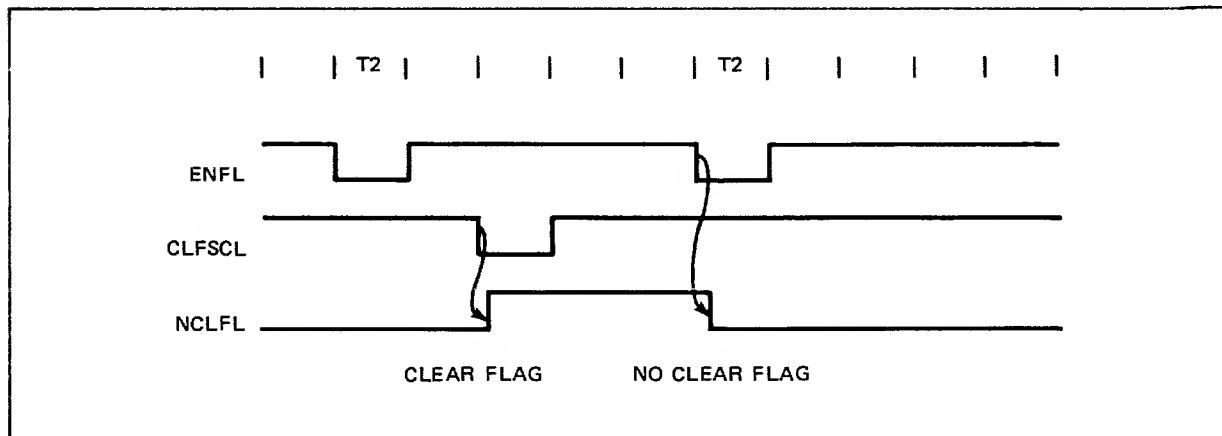 T2 T2
ENFL
CLFSCL
NCLFL
CLEAR FLAG NO CLEAR FLAG